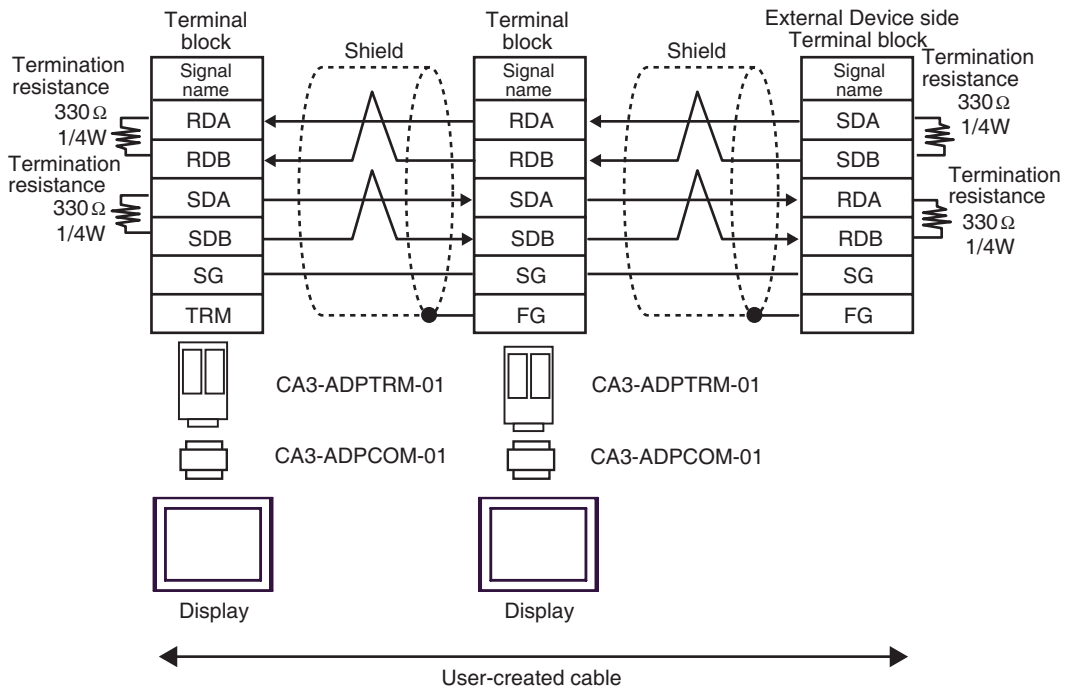 Terminal
block
Terminal
block
External Device side
Terminal block
Shield
Shield
Termination
resistance
330Ω
1/4W
Termination
resistance
330Ω
1/4W
Signal
name
RDA
RDB
SDA
SDB
SG
TRM
Signal
name
RDA
RDB
SDA
SDB
SG
FG
Signal
name
SDA
SDB
RDA
RDB
SG
FG
Termination
resistance
330Ω
1/4W
Termination
resistance
330Ω
1/4W
CA3-ADPTRM-01
CA3-ADPTRM-01
CA3-ADPCOM-01
CA3-ADPCOM-01
Display
Display
User-created cable